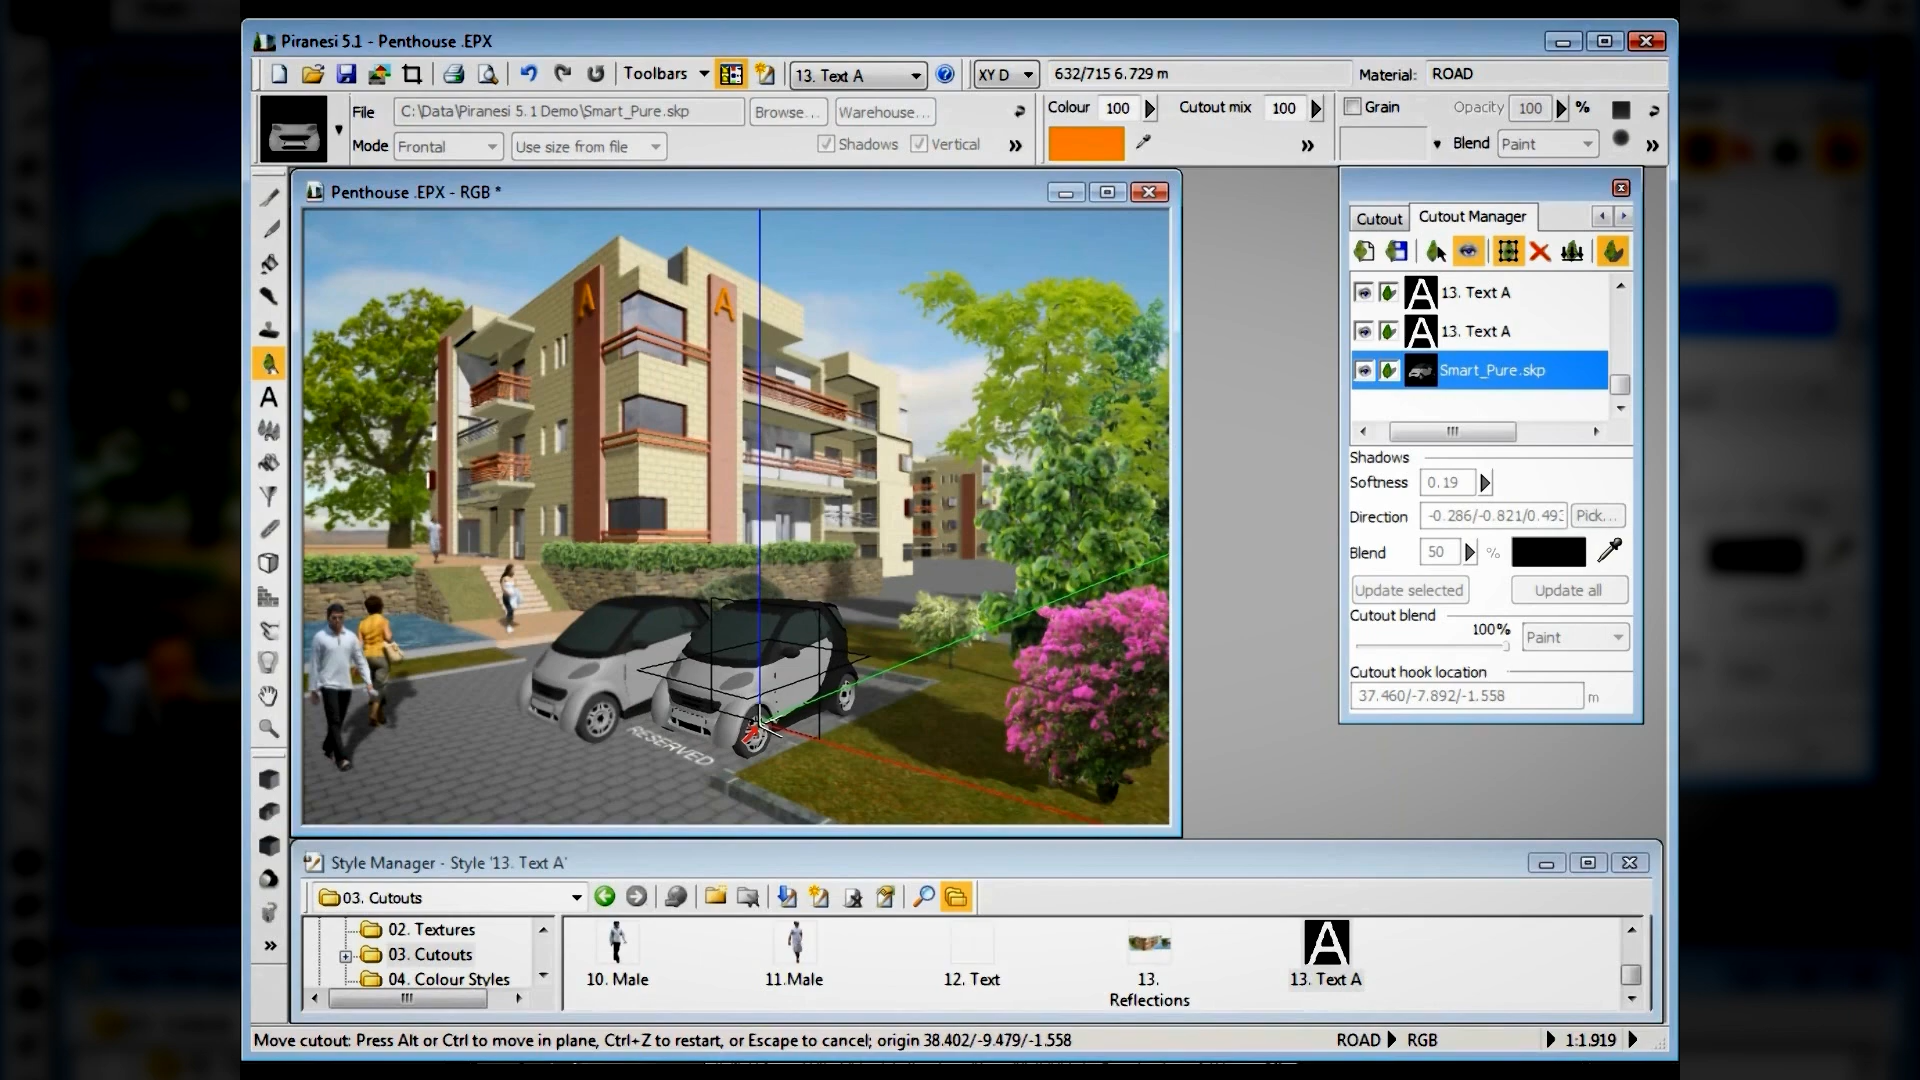 Piranesi 5.1 - Penthouse .EPX
Toolbars 13. Text A XY D 632/715 6.729 m Material: ROAD
File C:\Data\Piranesi 5.1 Demo\Smart_Pure.skp Browse... Warehouse... Colour 100 Cutout mix 100 Grain Opacity 100 %
Mode Frontal Use size from file Shadows Vertical Blend Paint
Penthouse .EPX - RGB *
A A
RESERVED
Cutout Cutout Manager
A 13. Text A
A 13. Text A
Smart_Pure.skp
Shadows
Softness 0.19
Direction -0.286/-0.821/0.493 Pick...
Blend 50 %
Update selected Update all
Cutout blend
100% Paint
Cutout hook location
37.460/-7.892/-1.558 m
A
Style Manager - Style '13. Text A'
03. Cutouts
02. Textures
03. Cutouts
04. Colour Styles
A
10. Male 11.Male 12. Text 13. Reflections 13. Text A
Move cutout: Press Alt or Ctrl to move in plane, Ctrl+Z to restart, or Escape to cancel; origin 38.402/-9.479/-1.558 ROAD RGB 1:1.919